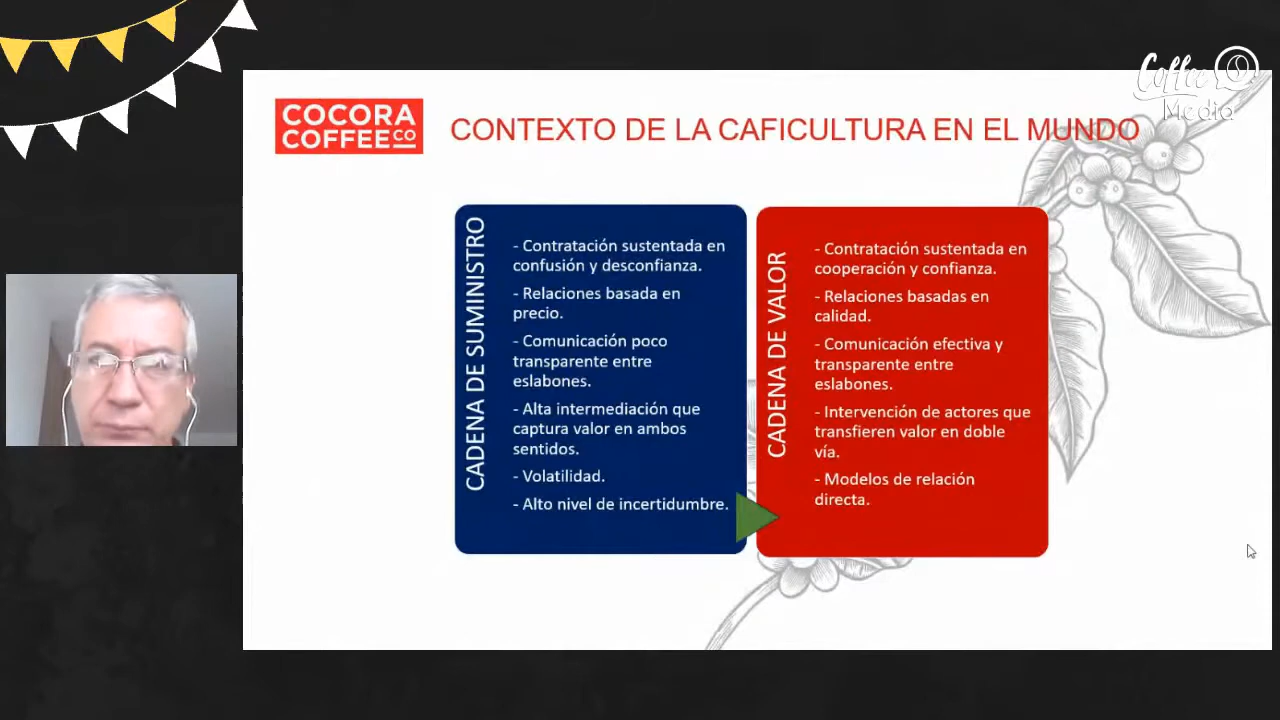 Coffee
Media
COCORA
COFFEE CO
CONTEXTO DE LA CAFICULTURA EN EL MUNDO
CADENA DE SUMINISTRO
- Contratación sustentada en
confusión y desconfianza.
- Relaciones basada en
precio.
- Comunicación poco
transparente entre
eslabones.
- Alta intermediación que
captura valor en ambos
sentidos.
- Volatilidad.
- Alto nivel de incertidumbre.
CADENA DE VALOR
- Contratación sustentada en
cooperación y confianza.
- Relaciones basadas en
calidad.
- Comunicación efectiva y
transparente entre
eslabones.
- Intervención de actores que
transfieren valor en doble
vía.
- Modelos de relación
directa.